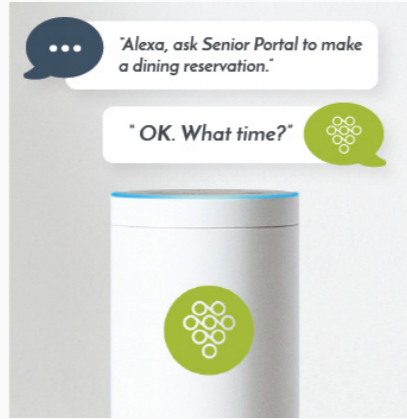 "Alexa, ask Senior Portal to make
a dining reservation."
" OK. What time?"